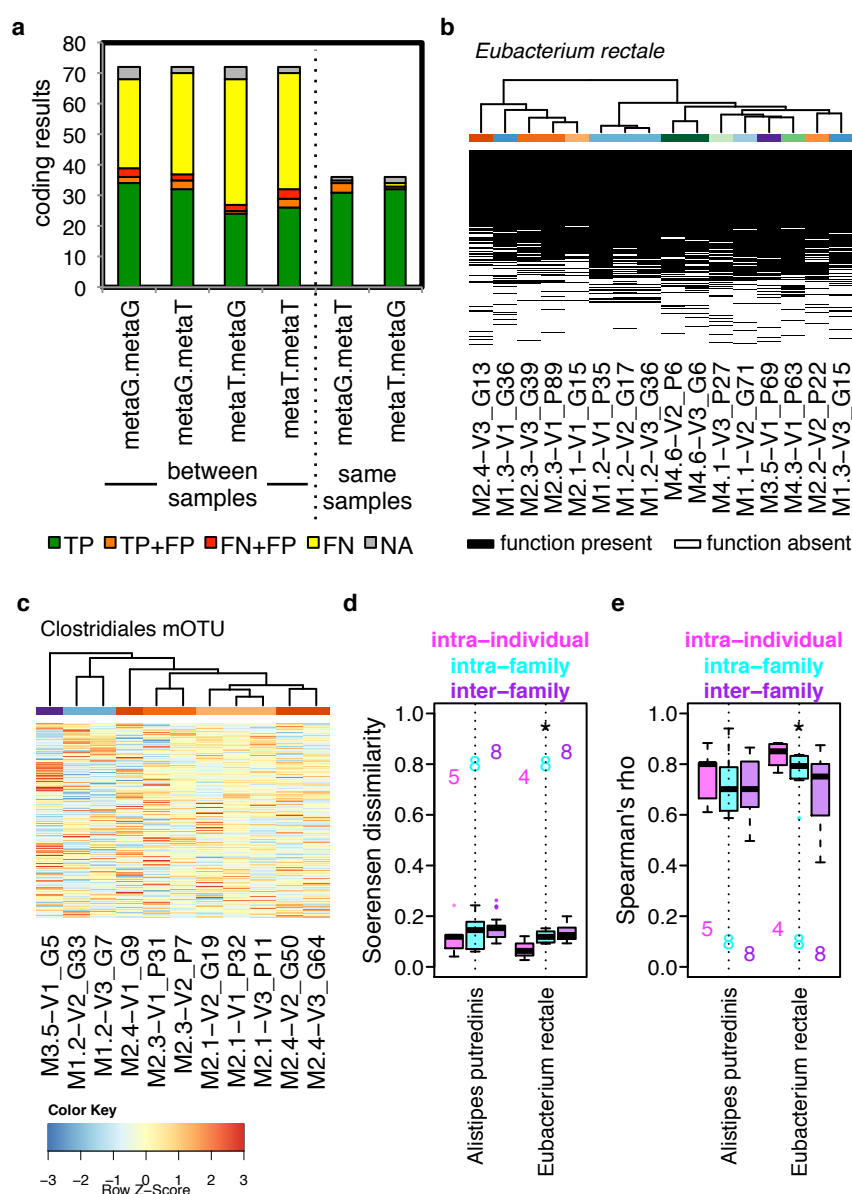 a
80
70
60
50
40
30
20
10
0
coding results
metaG.metaG
metaG.metaT
metaT.metaG
metaT.metaT
metaG.metaT
metaT.metaG
between
samples
same
samples
TP TP+FP FN+FP FN NA
b
Eubacterium rectale
M2.4−V3_G13
M1.3−V1_G36
M2.3−V3_G39
M2.3−V1_P89
M2.1−V1_G15
M1.2−V1_P35
M1.2−V2_G17
M1.2−V3_G36
M4.6−V2_P6
M4.6−V3_G6
M4.1−V3_P27
M1.1−V2_G71
M3.5−V1_P69
M4.3−V1_P63
M2.2−V2_P22
M1.3−V3_G15
function present function absent
c
Clostridiales mOTU
M3.5−V1_G5
M1.2−V2_G33
M1.2−V3_G7
M2.4−V1_G9
M2.3−V1_P31
M2.3−V2_P7
M2.1−V2_G19
M2.1−V1_P32
M2.1−V3_P11
M2.4−V2_G50
M2.4−V3_G64
Color Key
−3 −2 −1 0 1 2 3
Row Z−Score
d
intra−individual
intra−family
inter−family
1.0
0.8
0.6
0.4
0.2
0.0
Soerensen dissimilarity
*
5 8 8 4 8 8
Alistipes putredinis
Eubacterium rectale
e
intra−individual
intra−family
inter−family
1.0
0.8
0.6
0.4
0.2
0.0
Spearman's rho
*
5 8 8 4 8 8
Alistipes putredinis
Eubacterium rectale